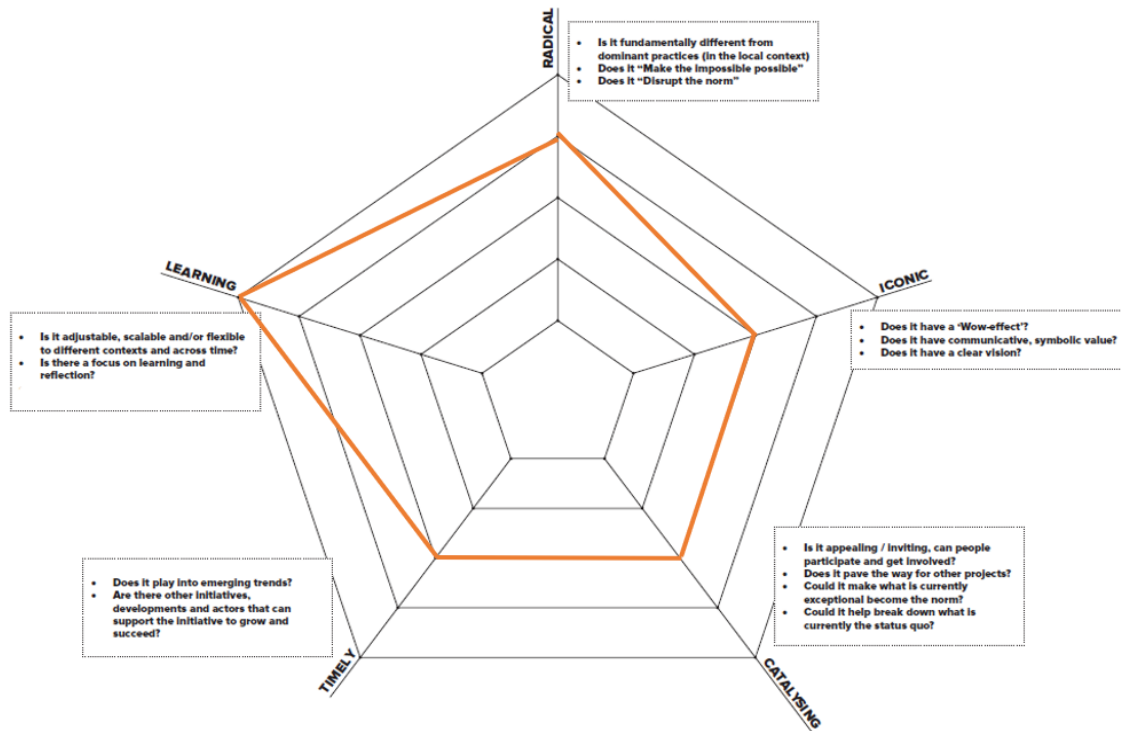 RADICAL
• Is it fundamentally different from
dominant practices (in the local context)
• Does it “Make the impossible possible”
• Does it “Disrupt the norm”
LEARNING
ICONIC
• Is it adjustable, scalable and/or flexible
to different contexts and across time?
• Is there a focus on learning and
reflection?
• Does it have a ‘Wow-effect’?
• Does it have communicative, symbolic value?
• Does it have a clear vision?
• Does it play into emerging trends?
• Are there other initiatives,
developments and actors that can
support the initiative to grow and
succeed?
• Is it appealing / inviting, can people
participate and get involved?
• Does it pave the way for other projects?
• Could it make what is currently
exceptional become the norm?
• Could it help break down what is
currently the status quo?
TIMELY
CATALYSING